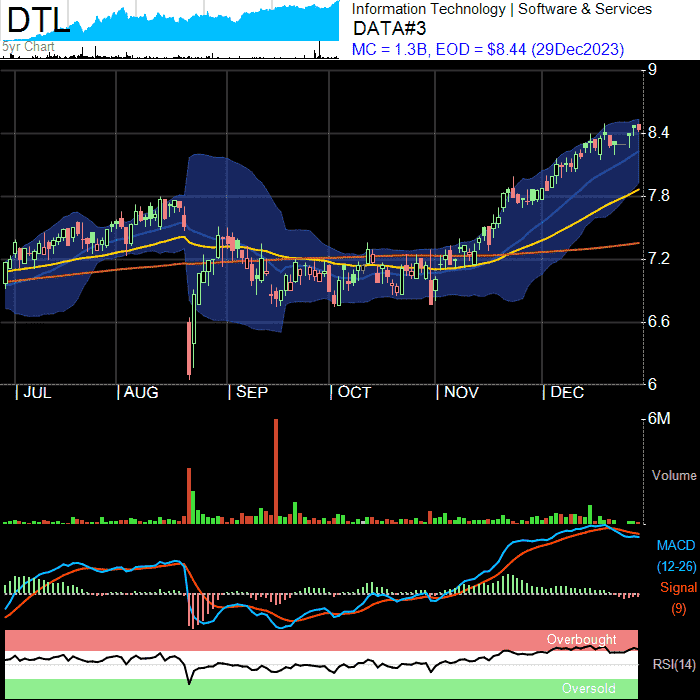 DTL
5yr Chart
Information Technology | Software & Services
DATA#3
MC = 1.3B, EOD = $8.44 (29Dec2023)
9
8.4
7.8
7.2
6.6
6
| JUL | AUG | SEP | OCT | NOV | DEC
6M
Volume
MACD
(12-26)
Signal
(9)
Overbought
RSI(14)
Oversold